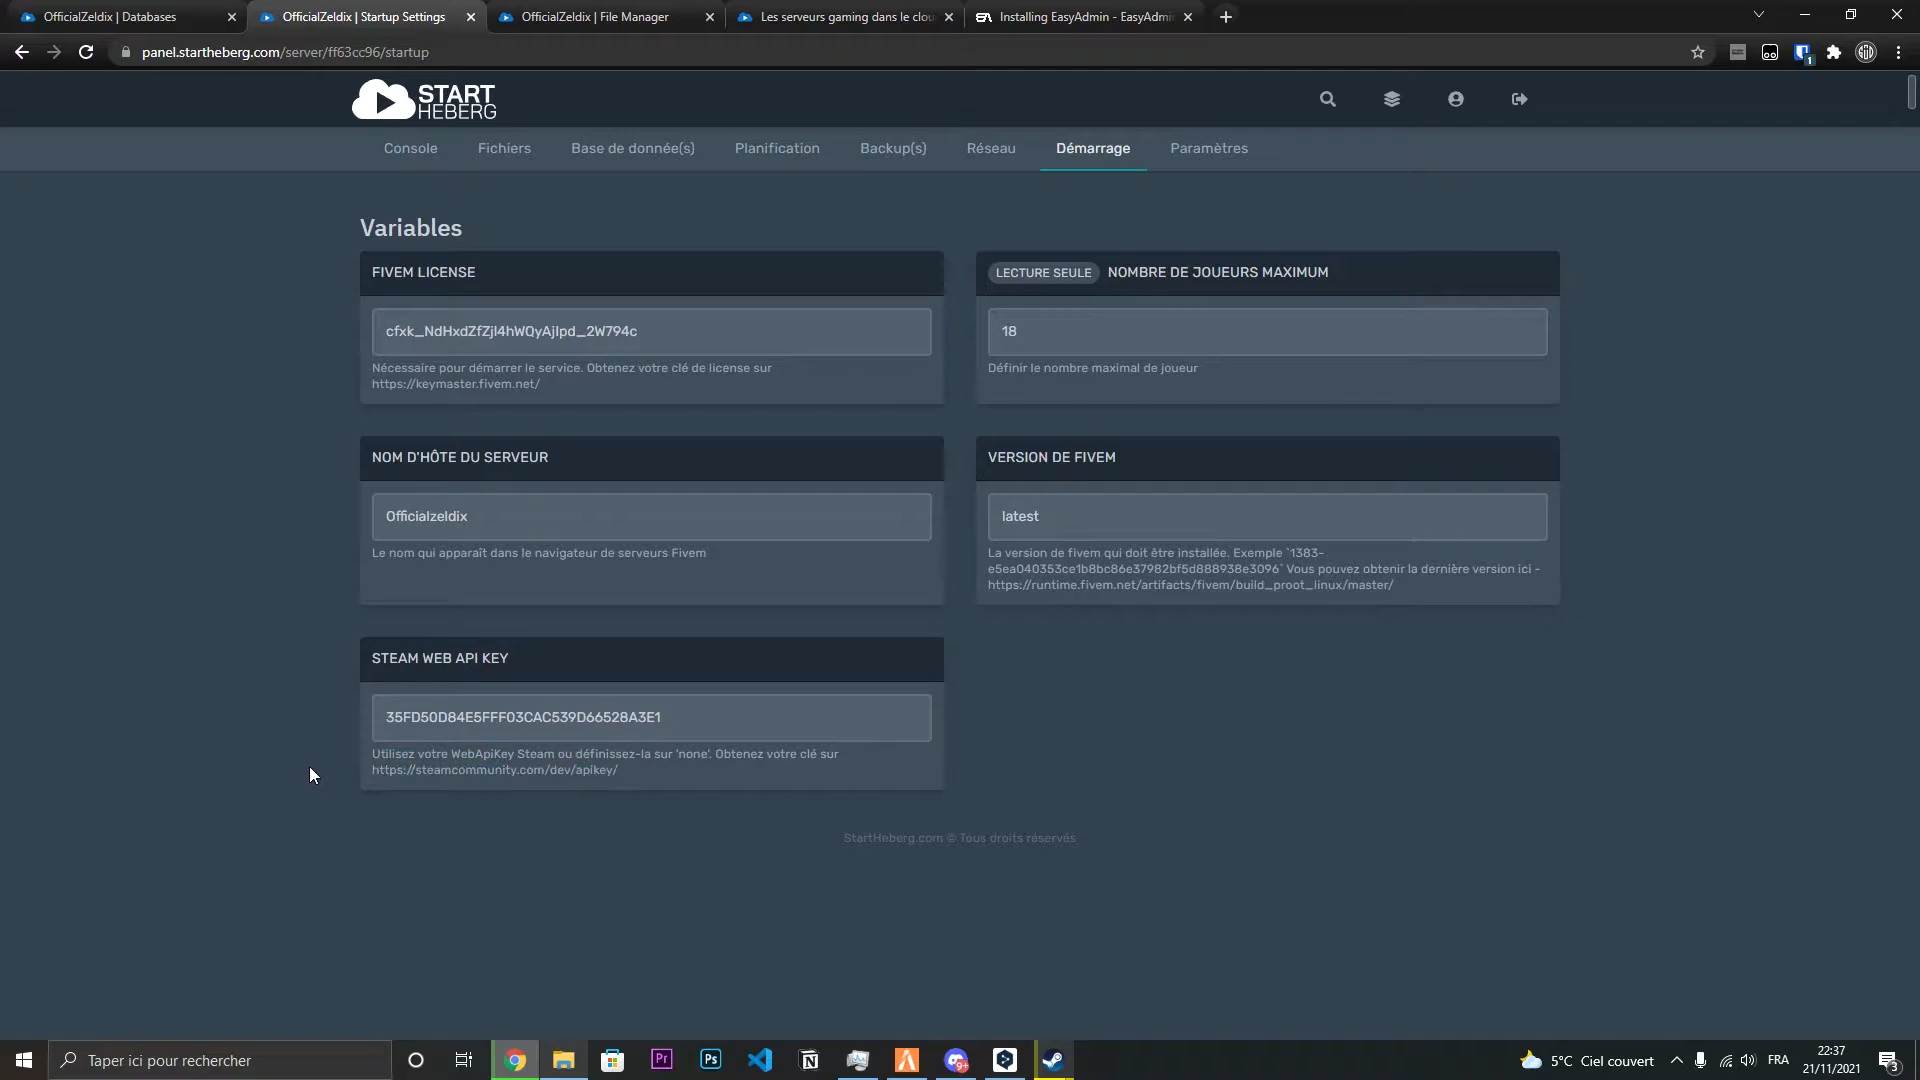 OfficialZeldix | Databases
OfficialZeldix | Startup Settings
OfficialZeldix | File Manager
Les serveurs gaming dans le clou
Installing EasyAdmin - EasyAdmi
panel.startheberg.com/server/ff63cc96/startup
1
START
HEBERG
Console
Fichiers
Base de donnée(s)
Planification
Backup(s)
Réseau
Démarrage
Paramètres
Variables
FIVEM LICENSE
cfxk_NdHxdZfZjI4hWQyAjIpd_2W794c
Nécessaire pour démarrer le service. Obtenez votre clé de license sur
https://keymaster.fivem.net/
LECTURE SEULE NOMBRE DE JOUEURS MAXIMUM
18
Définir le nombre maximal de joueur
NOM D'HÔTE DU SERVEUR
Officialzeldix
Le nom qui apparaît dans le navigateur de serveurs Fivem
VERSION DE FIVEM
latest
La version de fivem qui doit être installée. Exemple `1383-
e5ea040353ce1b8bc86e37982bf5d888938e3096` Vous pouvez obtenir la dernière version ici -
https://runtime.fivem.net/artifacts/fivem/build_proot_linux/master/
STEAM WEB API KEY
35FD50D84E5FFF03CAC539D66528A3E1
Utilisez votre WebApiKey Steam ou définissez-la sur 'none'. Obtenez votre clé sur
https://steamcommunity.com/dev/apikey/
StartHeberg.com © Tous droits réservés
Taper ici pour rechercher
Pr
Ps
9+
5°C Ciel couvert
FRA
22:37
21/11/2021
3